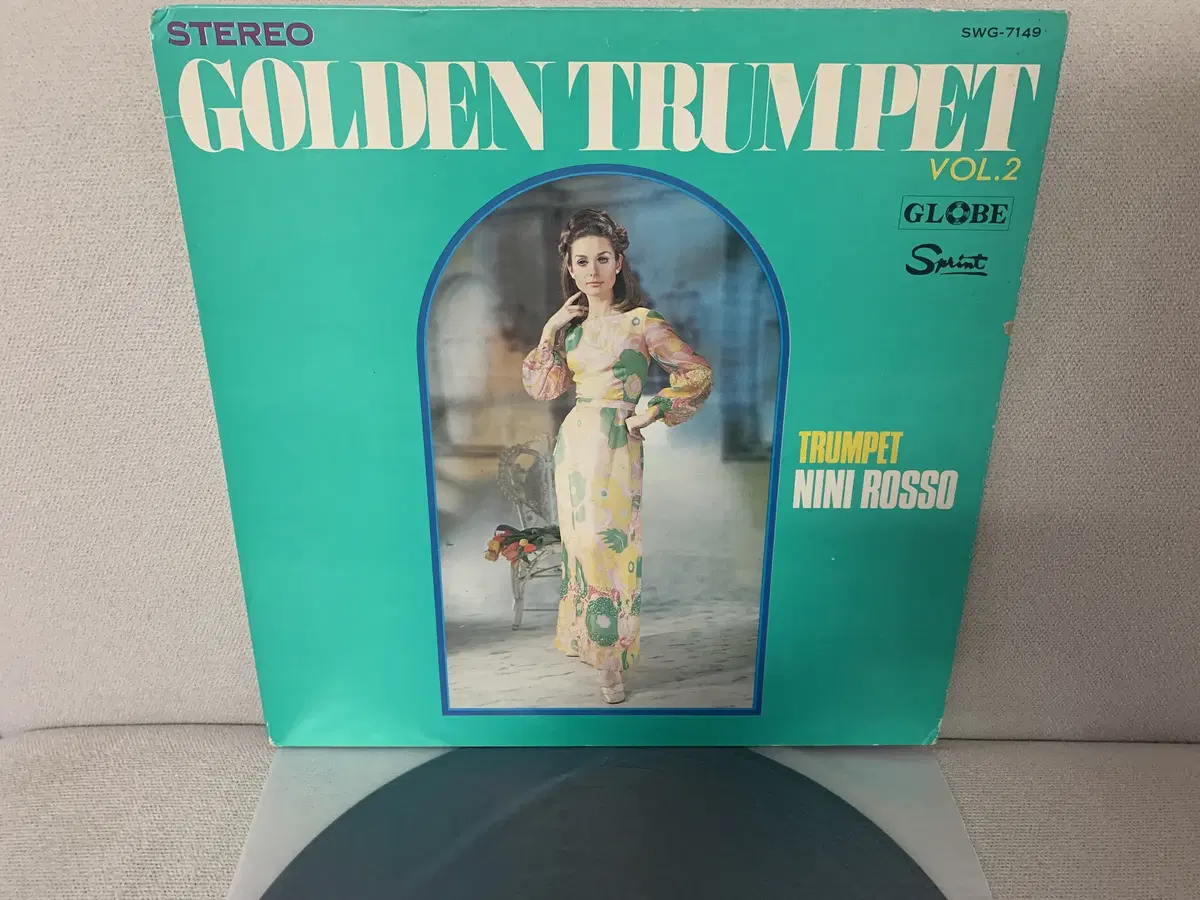 STEREO
SWG-7149
GOLDEN TRUMPET
VOL.2
GLOBE
Sprint
TRUMPET
NINI ROSSO